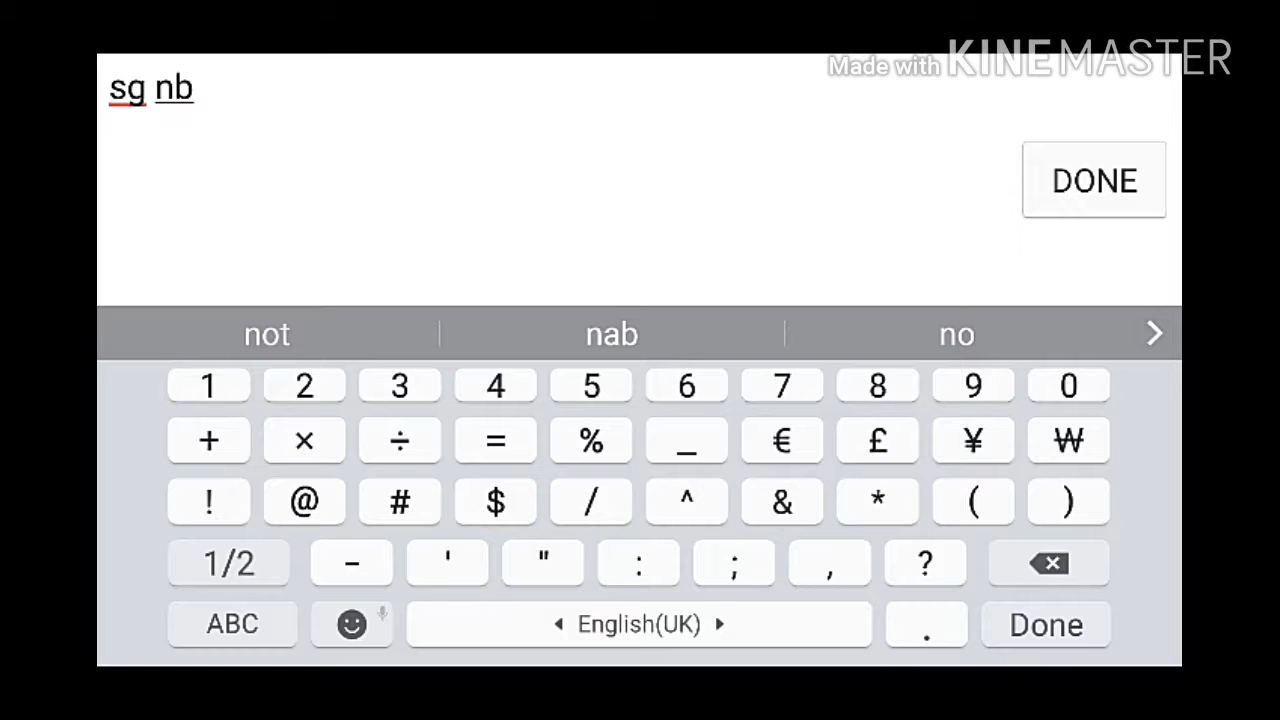 Made with KINEMASTER
sg nb
DONE
not nab no
1 2 3 4 5 6 7 8 9 0
+ × ÷ = % _ € £ ¥ ₩
! @ # $ / ^ & * ( )
1/2 - ' " : ; , ?
ABC English(UK) . Done